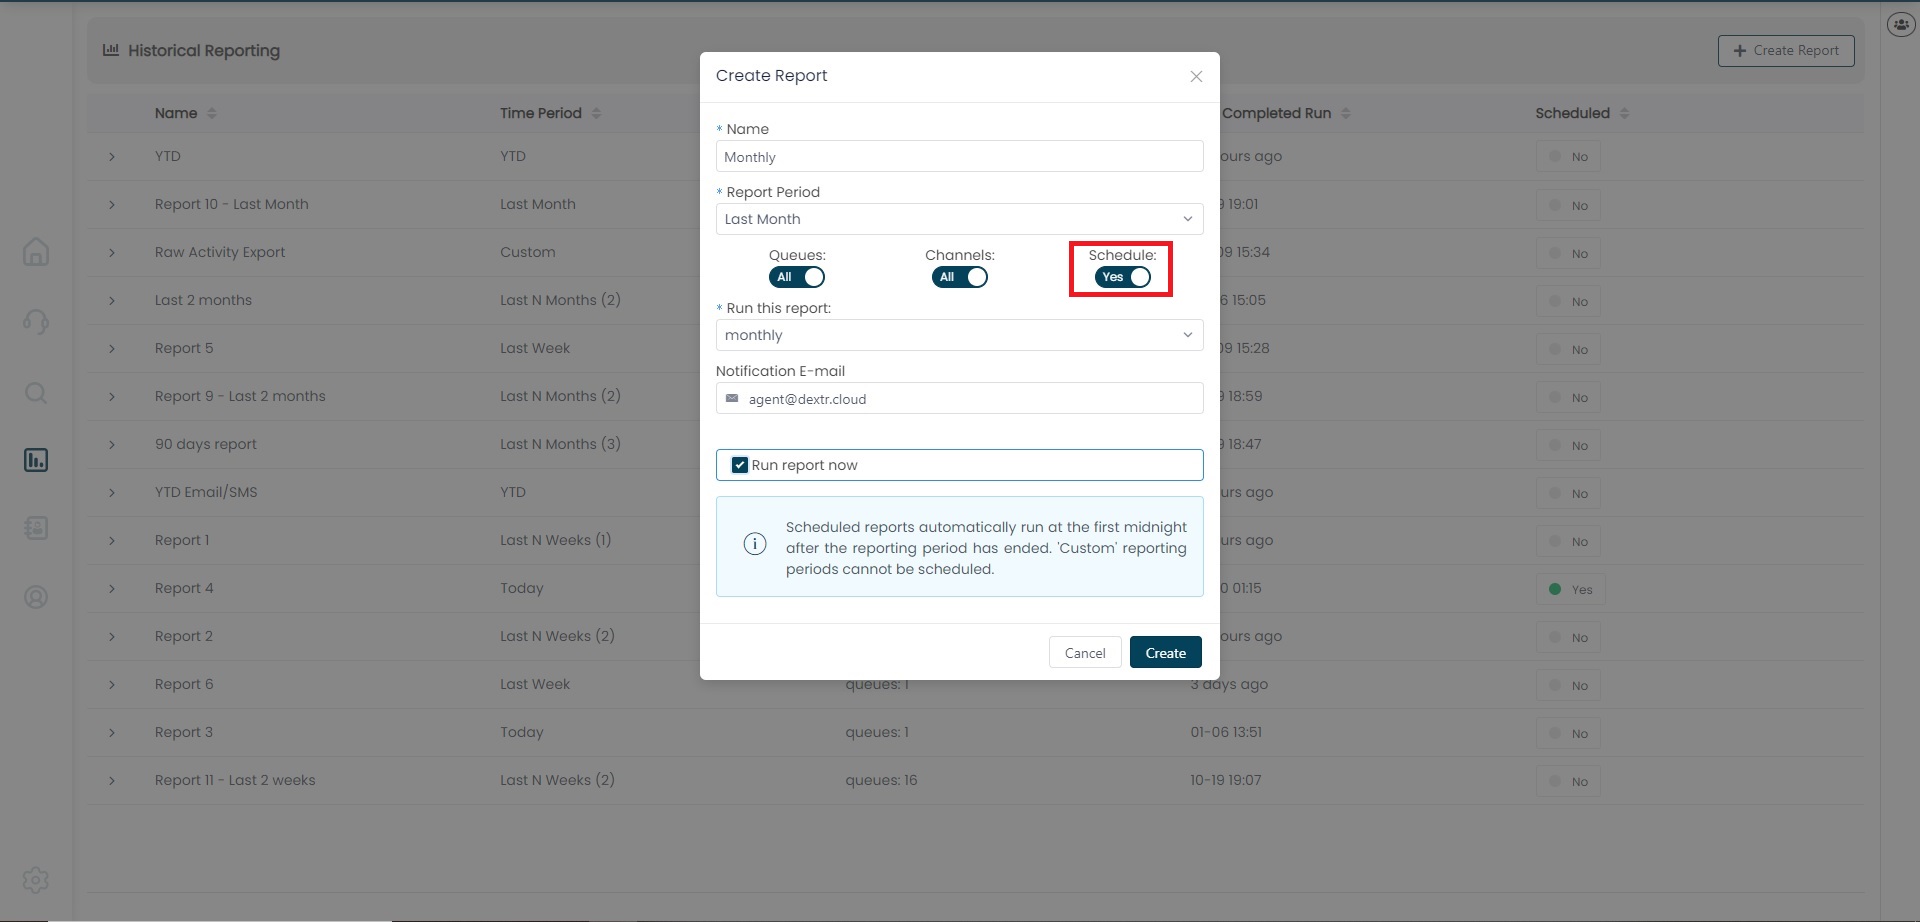 Historical Reporting
Create Report
Name Time Period Completed Run Scheduled
YTD YTD ours ago No
Report 10 - Last Month Last Month 9 19:01 No
Raw Activity Export Custom 09 15:34 No
Last 2 months Last N Months (2) 6 15:05 No
Report 5 Last Week 09 15:28 No
Report 9 - Last 2 months Last N Months (2) 9 18:59 No
90 days report Last N Months (3) 9 18:47 No
YTD Email/SMS YTD urs ago No
Report 1 Last N Weeks (1) urs ago No
Report 4 Today 0 01:15 Yes
Report 2 Last N Weeks (2) ours ago No
Report 6 Last Week queues: 1 3 days ago No
Report 3 Today queues: 1 01-06 13:51 No
Report 11 - Last 2 weeks Last N Weeks (2) queues: 16 10-19 19:07 No
Create Report
* Name
Monthly
* Report Period
Last Month
Queues: Channels: Schedule:
All All Yes
* Run this report:
monthly
Notification E-mail
agent@dextr.cloud
Run report now
Scheduled reports automatically run at the first midnight
after the reporting period has ended. 'Custom' reporting
periods cannot be scheduled.
Cancel Create